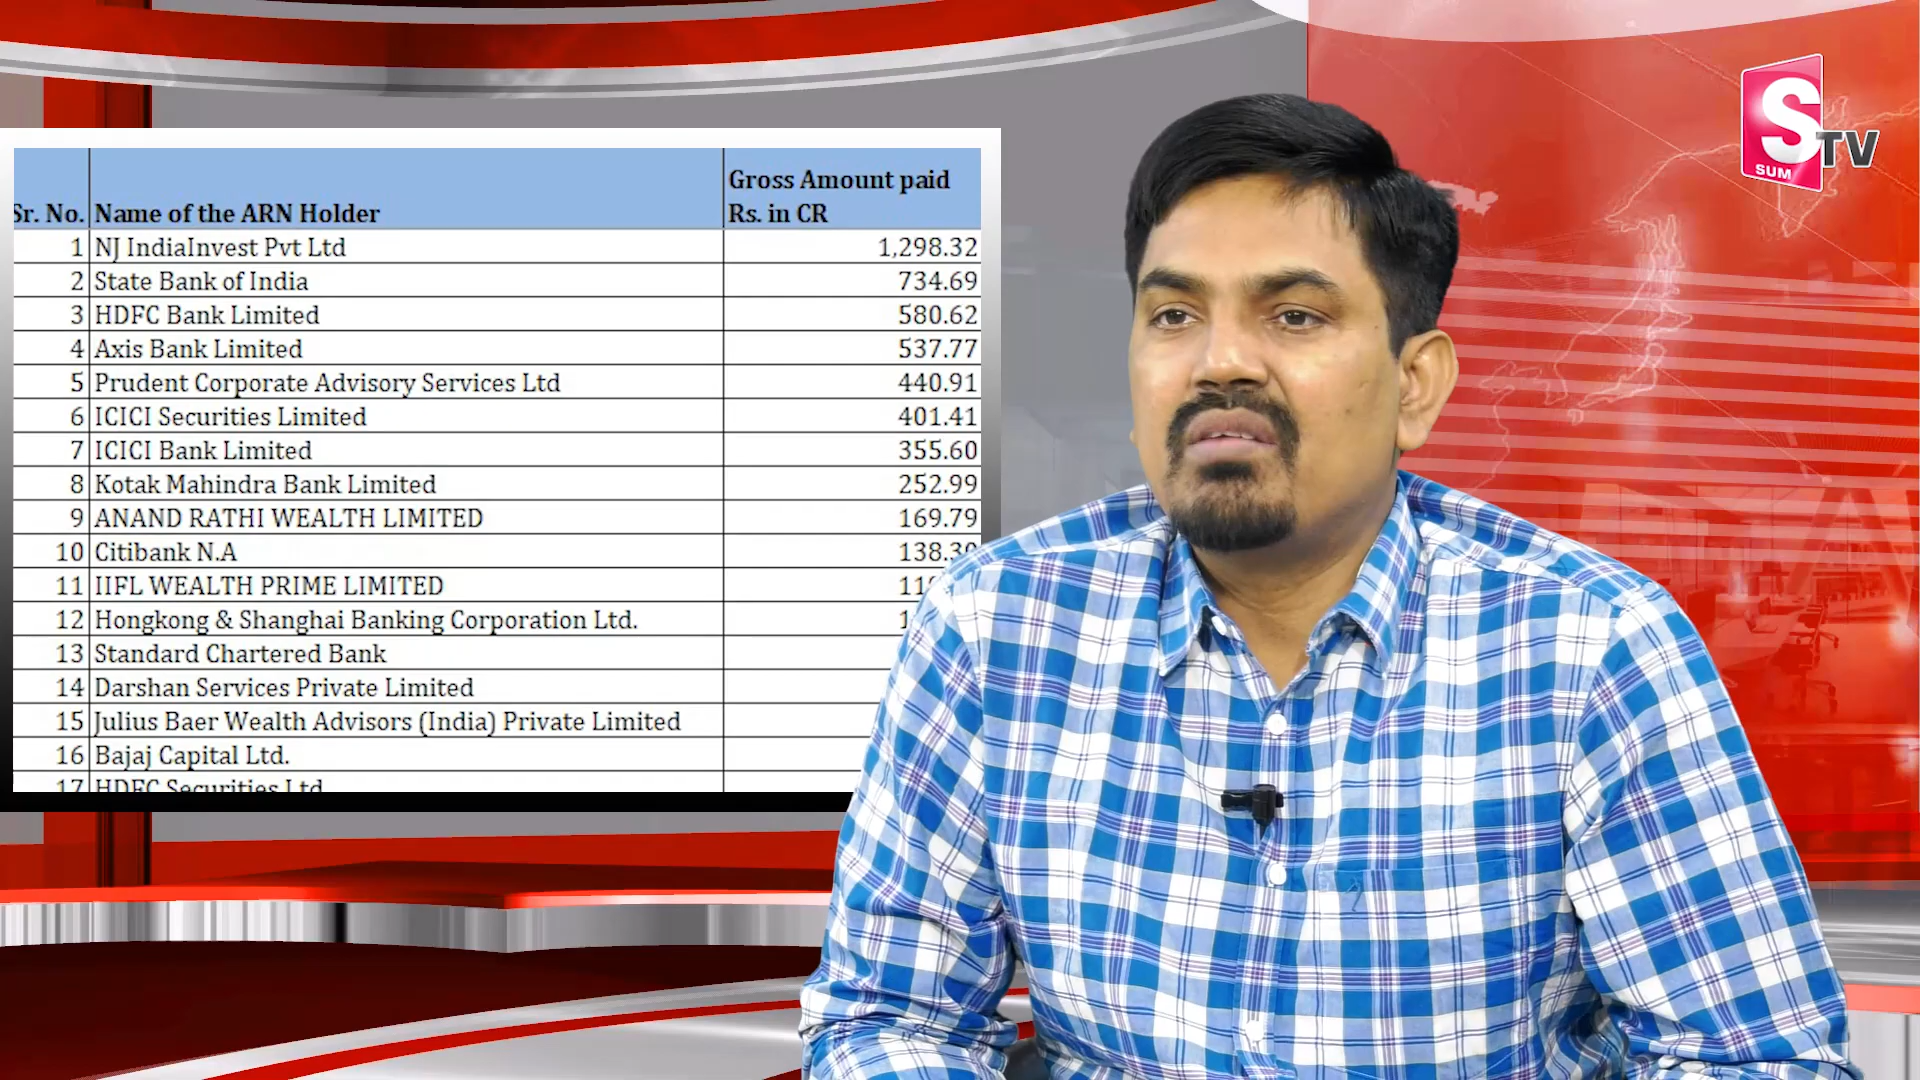 S
TV
SUM
Gross Amount paid
Sr. No. Name of the ARN Holder Rs. in CR
1 NJ IndiaInvest Pvt Ltd 1,298.32
2 State Bank of India 734.69
3 HDFC Bank Limited 580.62
4 Axis Bank Limited 537.77
5 Prudent Corporate Advisory Services Ltd 440.91
6 ICICI Securities Limited 401.41
7 ICICI Bank Limited 355.60
8 Kotak Mahindra Bank Limited 252.99
9 ANAND RATHI WEALTH LIMITED 169.79
10 Citibank N.A
11 IIFL WEALTH PRIME LIMITED
12 Hongkong & Shanghai Banking Corporation Ltd.
13 Standard Chartered Bank
14 Darshan Services Private Limited
15 Julius Baer Wealth Advisors (India) Private Limited
16 Bajaj Capital Ltd.
17 HDFC Securities Ltd